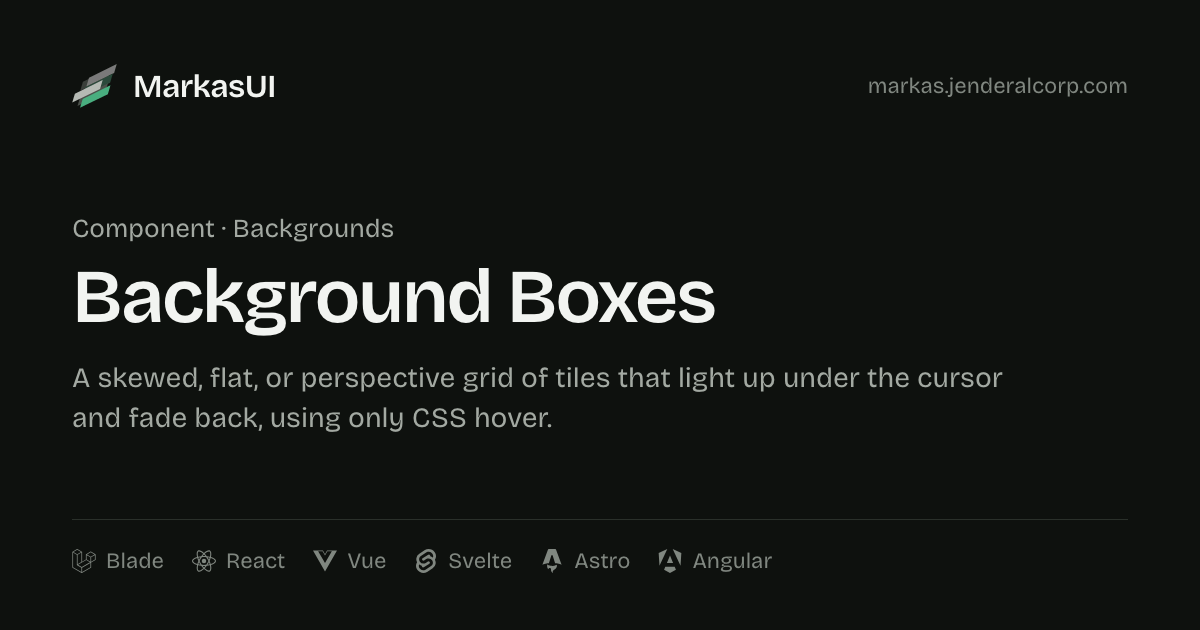 MarkasUI
markas.jenderalcorp.com
Component · Backgrounds
Background Boxes
A skewed, flat, or perspective grid of tiles that light up under the cursor
and fade back, using only CSS hover.
Blade React Vue Svelte Astro Angular